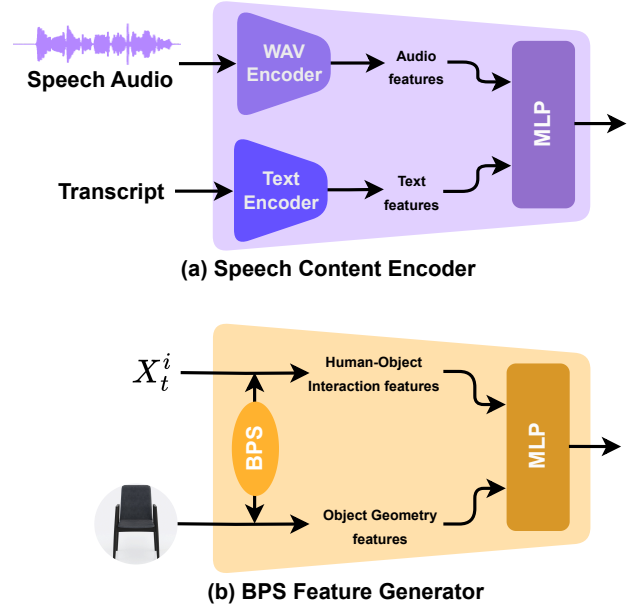 Speech Audio
WAV
Encoder
Audio
features
MLP
Transcript
Text
Encoder
Text
features
(a) Speech Content Encoder
X_t^i
Human-Object
Interaction features
BPS
MLP
Object Geometry
features
(b) BPS Feature Generator